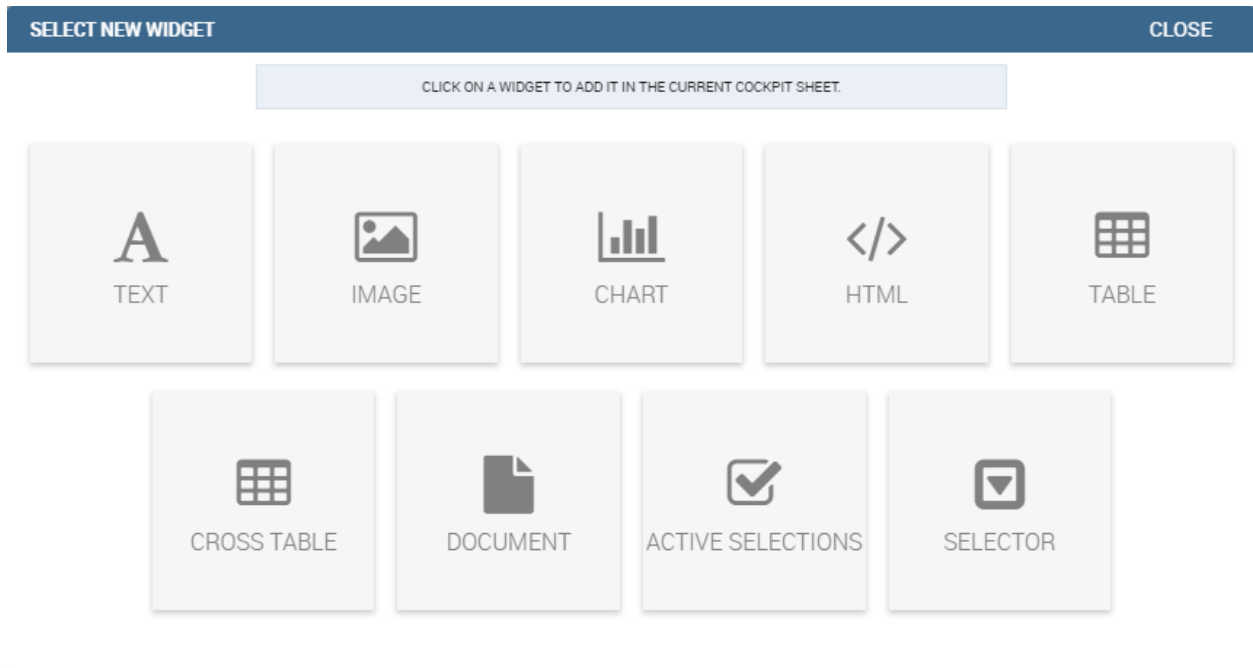 SELECT NEW WIDGET CLOSE
CLICK ON A WIDGET TO ADD IT IN THE CURRENT COCKPIT SHEET.
TEXT IMAGE CHART HTML TABLE
CROSS TABLE DOCUMENT ACTIVE SELECTIONS SELECTOR